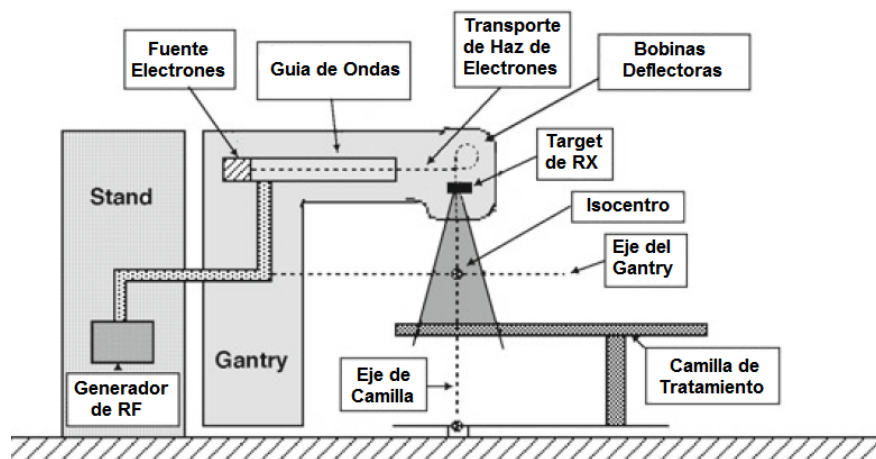 Fuente
Electrones
Guia de Ondas
Transporte
de Haz de
Electrones
Bobinas
Deflectoras
Target
de RX
Stand
Isocentro
Eje del
Gantry
Gantry
Generador
de RF
Eje de
Camilla
Camilla de
Tratamiento